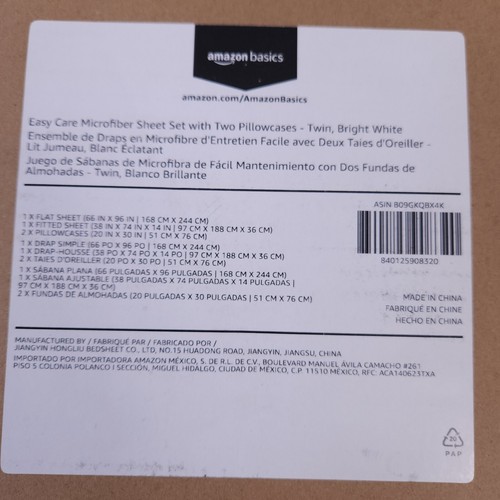 amazon basics
amazon.com/AmazonBasics
Easy Care Microfiber Sheet Set with Two Pillowcases - Twin, Bright White
Ensemble de Draps en Microfibre d'Entretien Facile avec Deux Taies d'Oreiller -
Lit Jumeau, Blanc Éclatant
Juego de Sábanas de Microfibra de Fácil Mantenimiento con Dos Fundas de
Almohadas - Twin, Blanco Brillante
1 X FLAT SHEET (66 IN X 96 IN | 168 CM X 244 CM)
1 X FITTED SHEET (38 IN X 74 IN X 14 IN | 97 CM X 188 CM X 36 CM)
2 X PILLOWCASES (20 IN X 30 IN | 51 CM X 76 CM)
1 X DRAP SIMPLE (66 PO X 96 PO | 168 CM X 244 CM)
1 X DRAP-HOUSSE (38 PO X 74 PO X 14 PO | 97 CM X 188 CM X 36 CM)
2 X TAIES D'OREILLER (20 PO X 30 PO | 51 CM X 76 CM)
1 X SÁBANA PLANA (66 PULGADAS X 96 PULGADAS | 168 CM X 244 CM)
1 X SÁBANA AJUSTABLE (38 PULGADAS X 74 PULGADAS X 14 PULGADAS |
97 CM X 188 CM X 36 CM)
2 X FUNDAS DE ALMOHADAS (20 PULGADAS X 30 PULGADAS | 51 CM X 76 CM)
ASIN B09GKQBX4K
840125908320
MADE IN CHINA
FABRIQUÉ EN CHINE
HECHO EN CHINA
MANUFACTURED BY / FABRIQUÉ PAR / FABRICADO POR /
JIANGYIN HONGLIU BEDSHEET CO., LTD, NO.15 HUADONG ROAD, JIANGYIN, JIANGSU, CHINA
IMPORTADO POR IMPORTADORA AMAZON MÉXICO, S. DE R.L. DE C.V., BOULEVARD MANUEL ÁVILA CAMACHO #261
PISO 5 COLONIA POLANCO I SECCIÓN, MIGUEL HIDALGO, CIUDAD DE MÉXICO, C.P. 11510 MÉXICO, RFC: ACA140623TXA
20
PAP